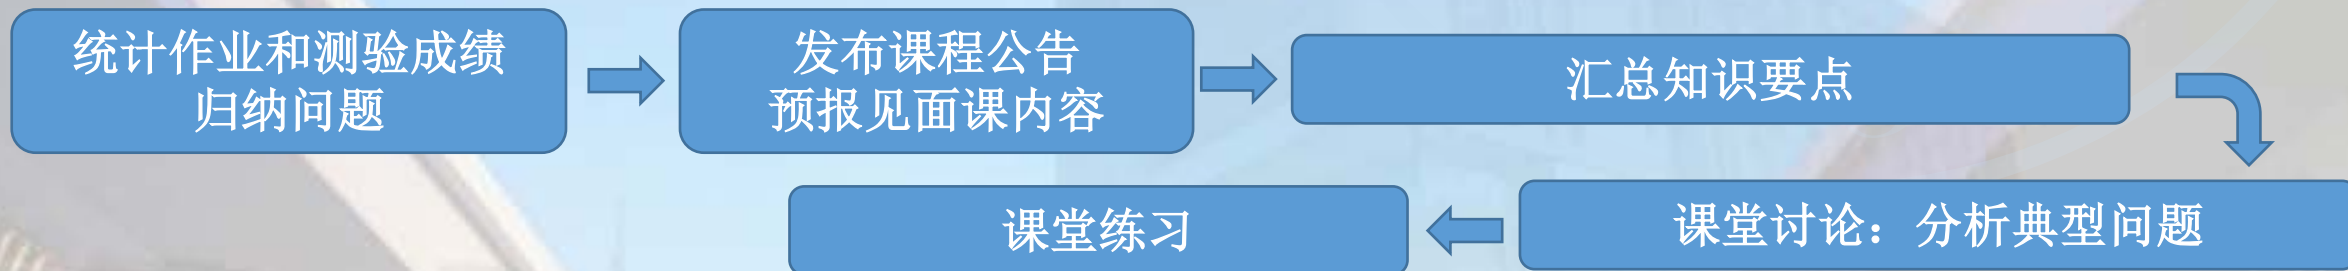 统计作业和测验成绩
归纳问题
发布课程公告
预报见面课内容
汇总知识要点
课堂讨论：分析典型问题
课堂练习